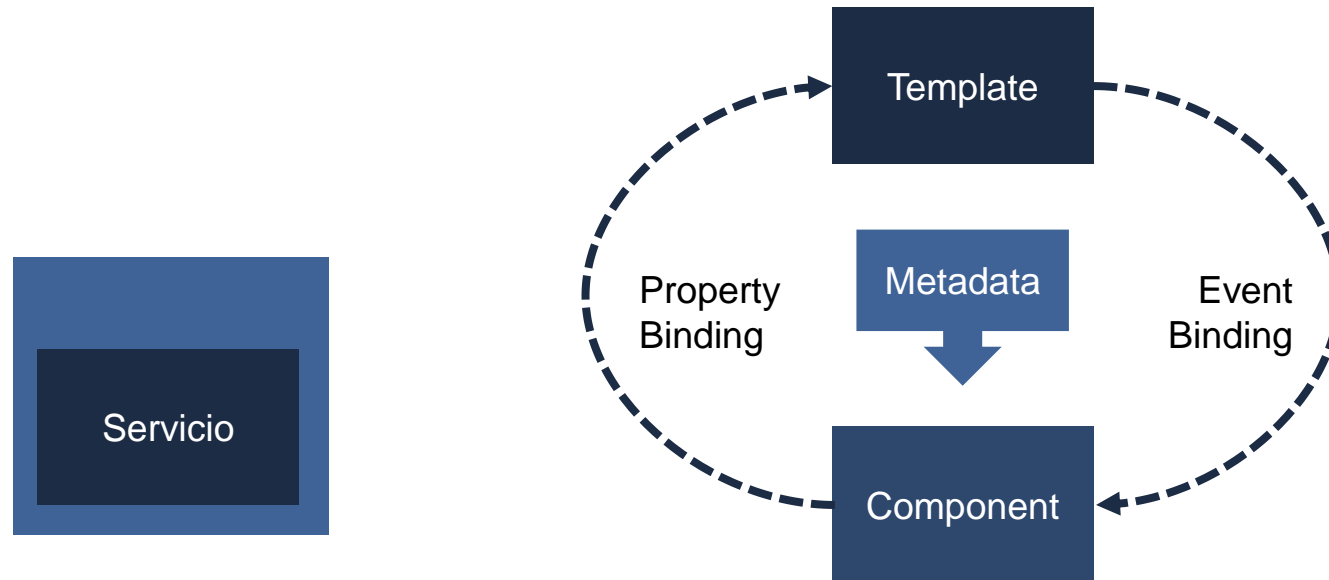 Template
Property
Binding
Metadata
Event
Binding
Servicio
Component